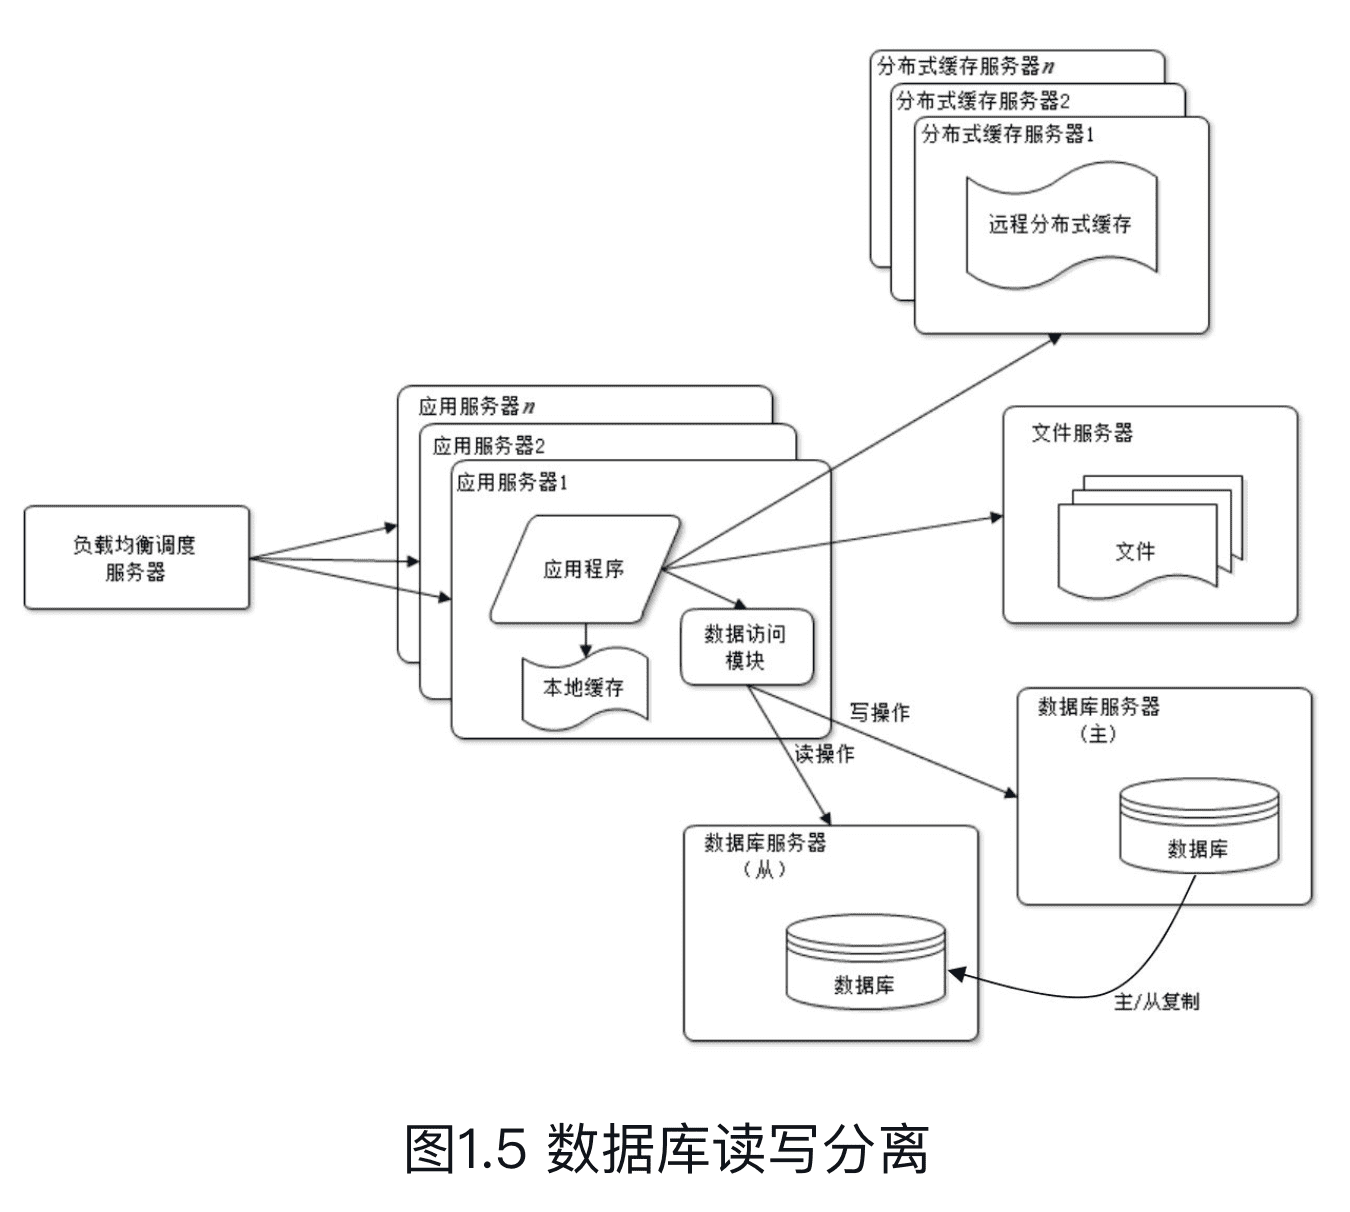 分布式缓存服务器n
分布式缓存服务器2
分布式缓存服务器1
远程分布式缓存
应用服务器n
应用服务器2
应用服务器1
文件服务器
负载均衡调度
服务器
应用程序
文件
数据访问
模块
本地缓存
写操作
读操作
数据库服务器
（主）
数据库
数据库服务器
（从）
数据库
主/从复制
图1.5 数据库读写分离